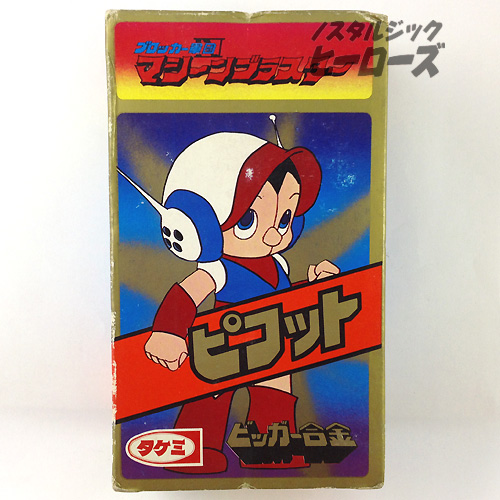 ノスタルジック
ヒーローズ
ブロッカー軍団
マシーンブラスター
ピコット
ビッガー合金
タケミ